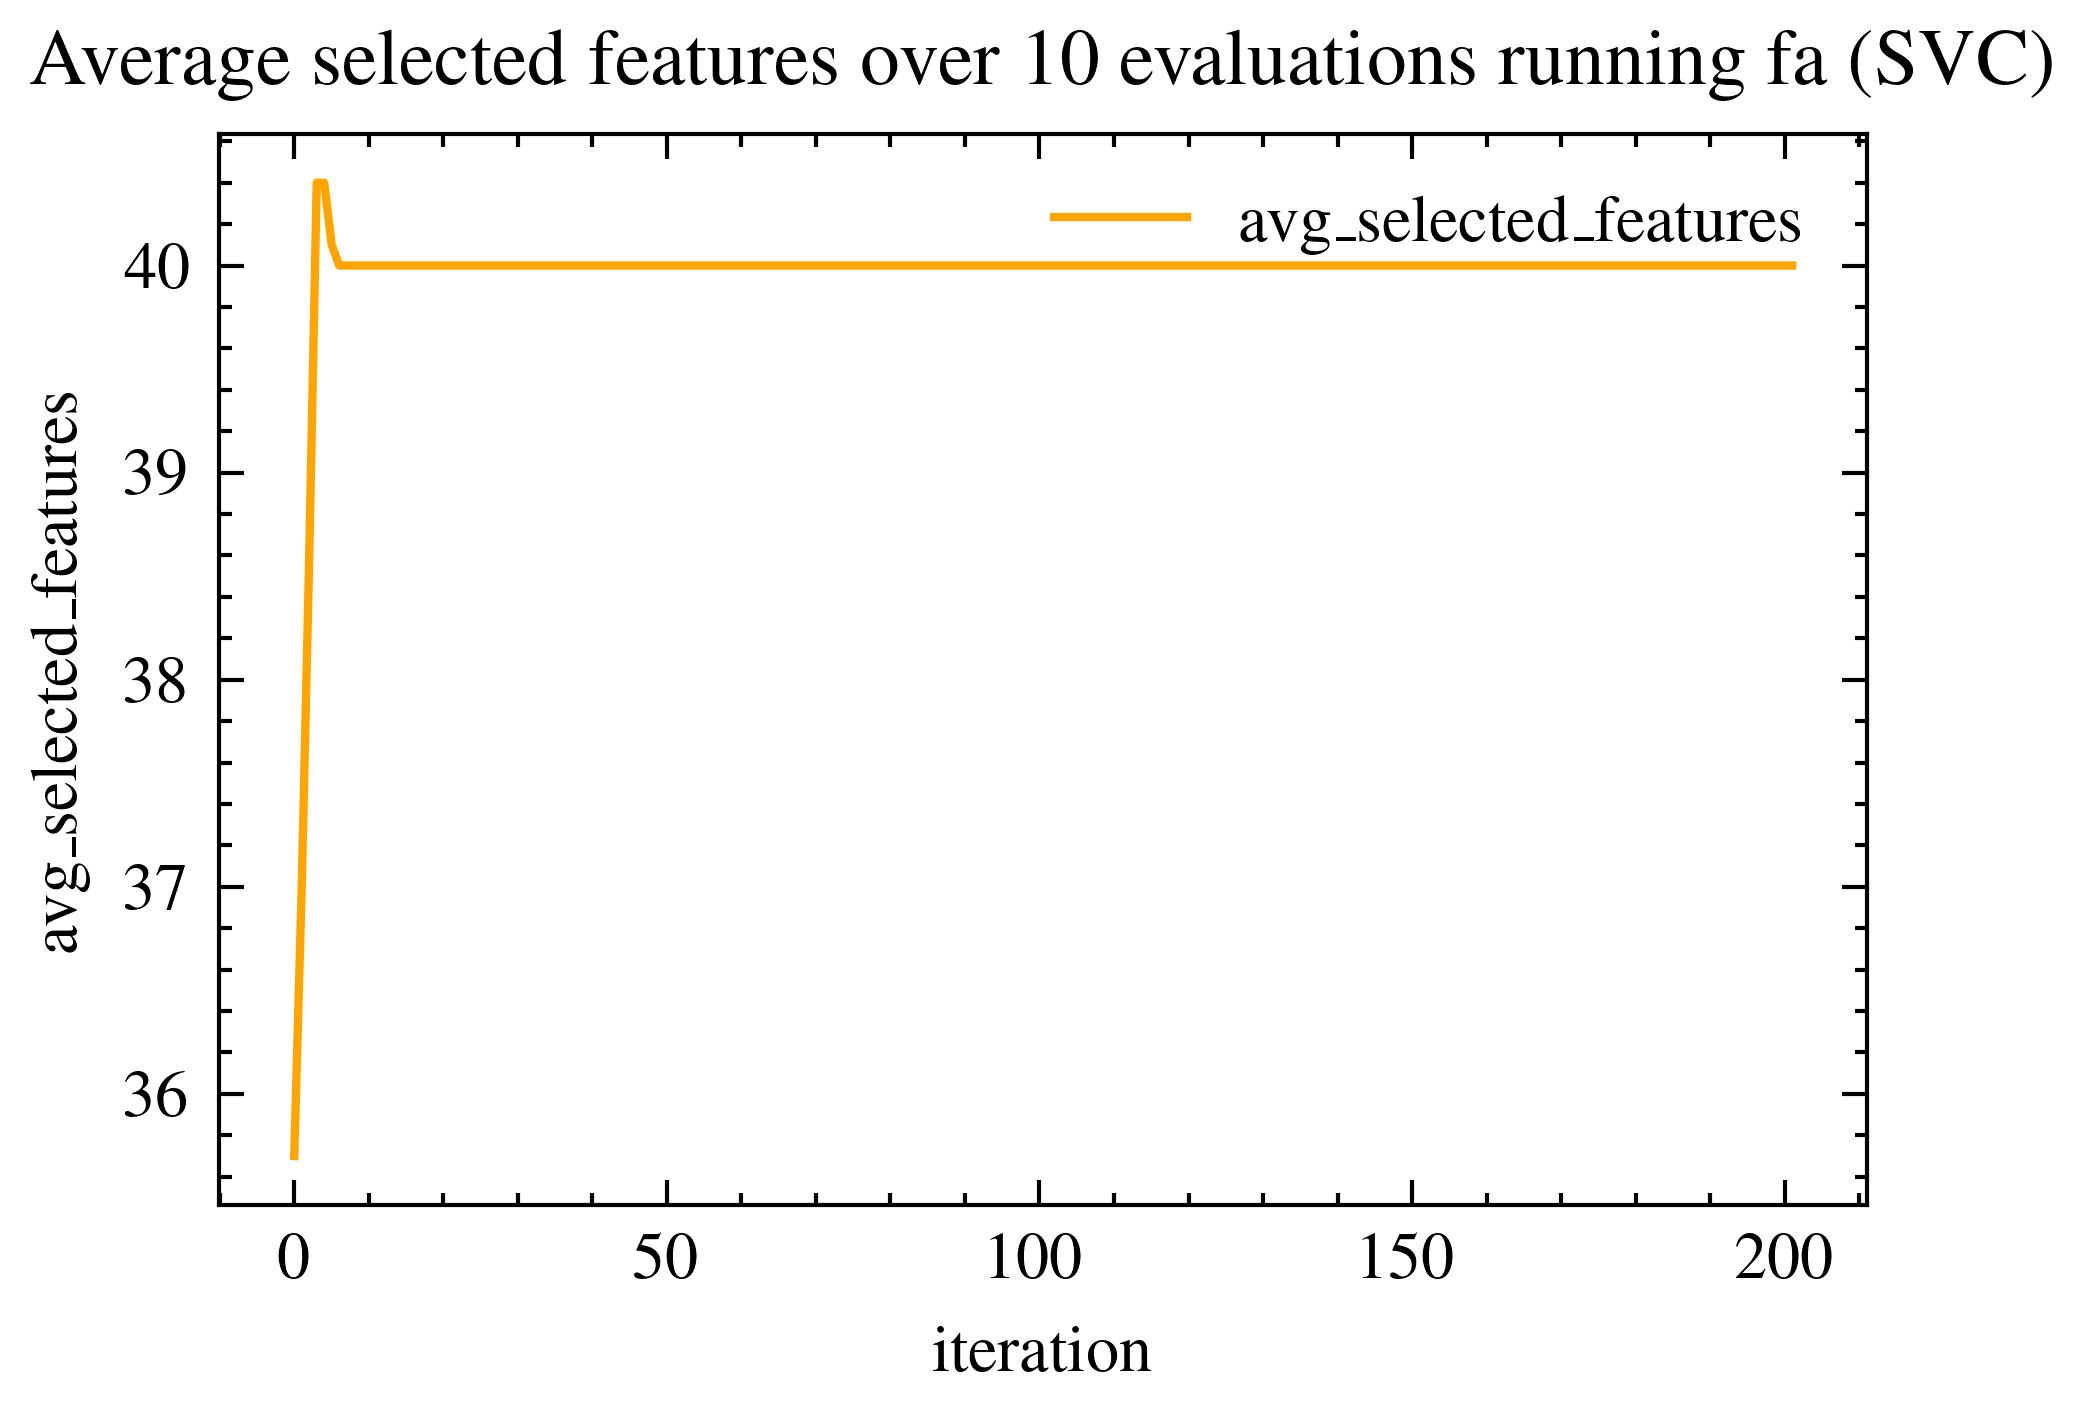 Average selected features over 10 evaluations running fa (SVC)
avg_selected_features
40
39
38
37
36
avg_selected_features
0 50 100 150 200
iteration